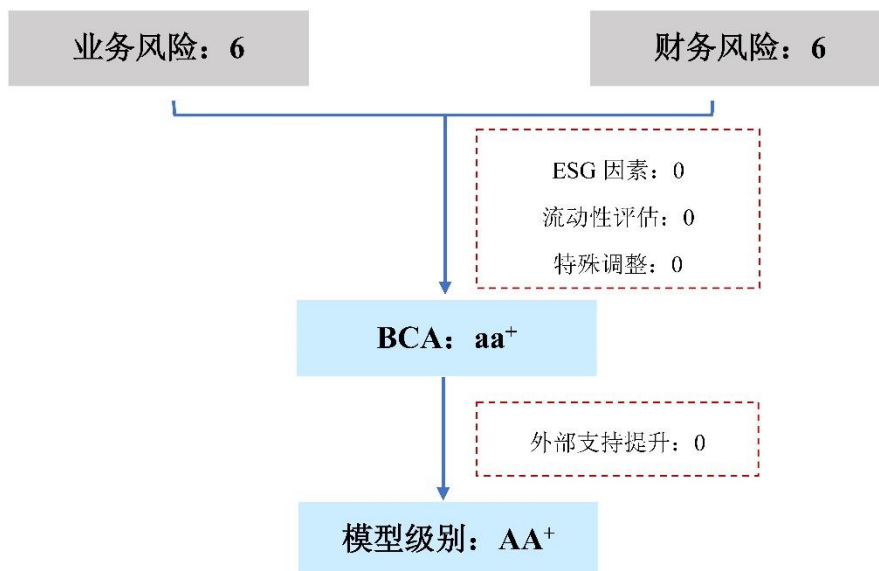 业务风险：6
财务风险：6
ESG 因素：0
流动性评估：0
特殊调整：0
BCA：aa⁺
外部支持提升：0
模型级别：AA⁺